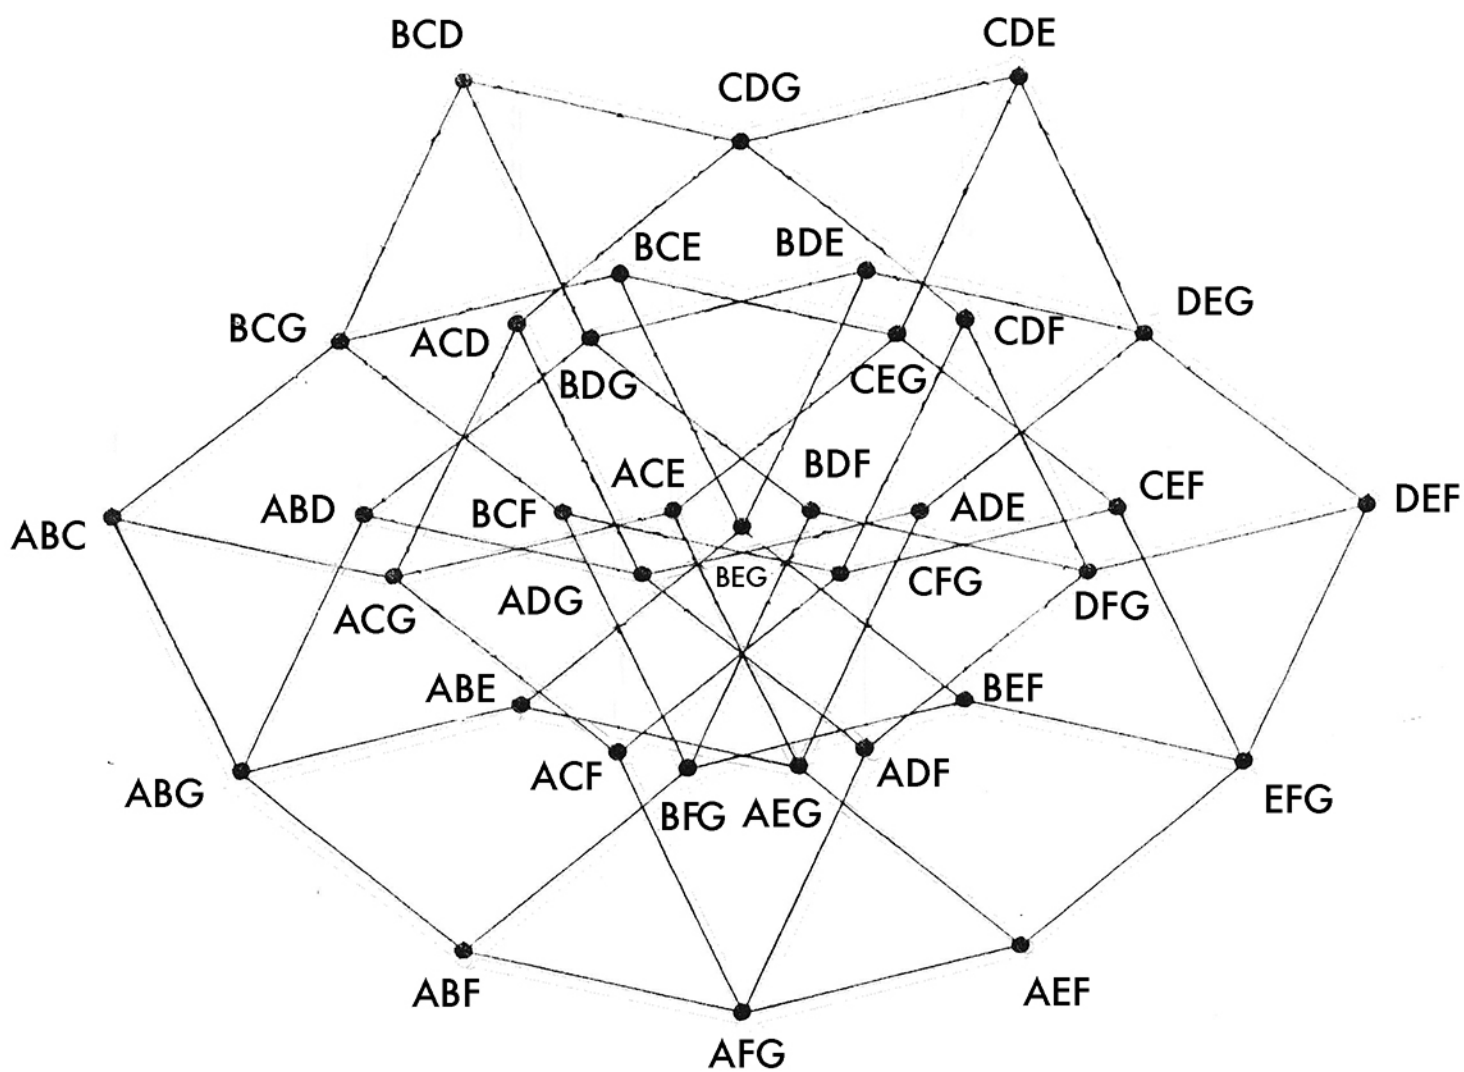 BCD
CDE
CDG
BCE
BDE
DEG
BCG
ACD
CDF
BDG
CEG
ACE
BDF
CEF
DEF
ABC
ABD
BCF
ADE
BEG
ADG
CFG
ACG
DFG
ABE
BEF
ACF
ADF
ABG
BFG
AEG
EFG
ABF
AEF
AFG